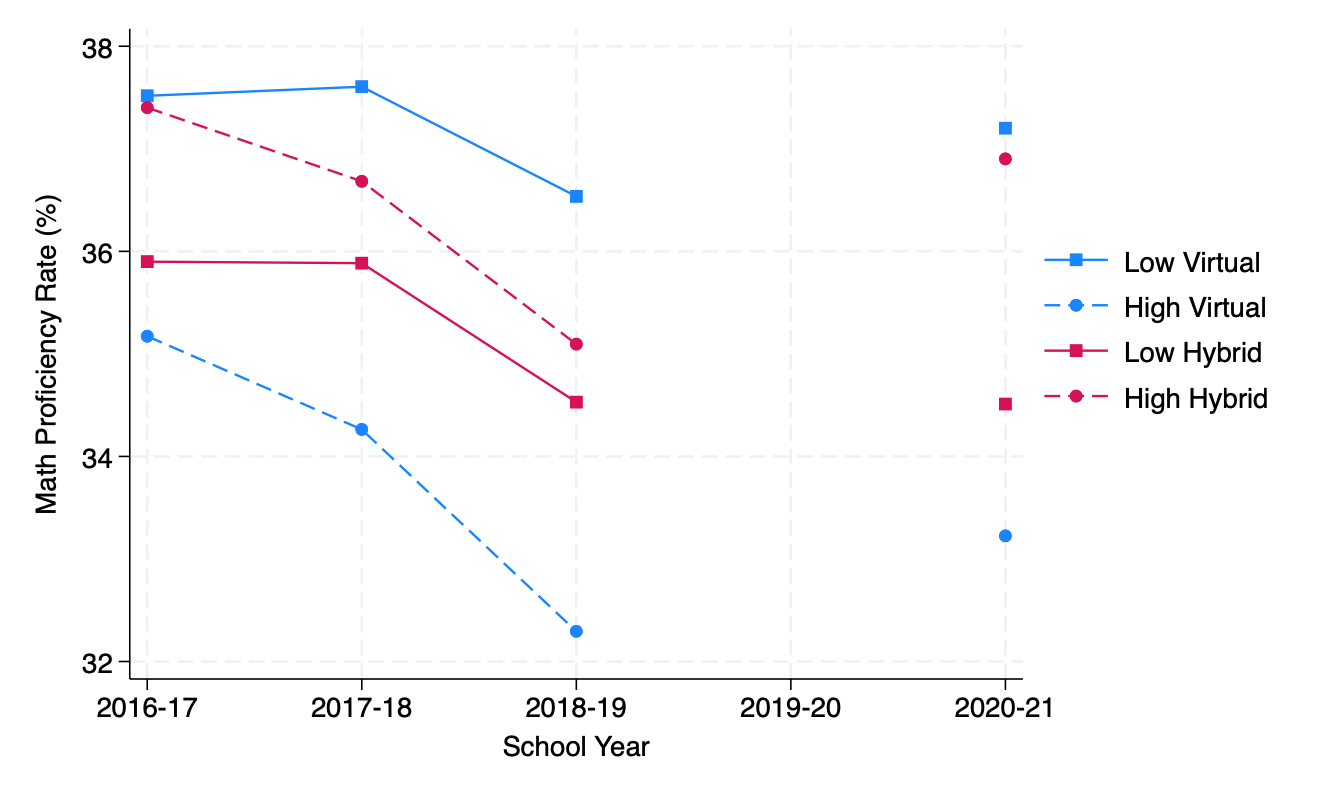 38
36
34
32
Math Proficiency Rate (%)
2016-17 2017-18 2018-19 2019-20 2020-21
School Year
Low Virtual
High Virtual
Low Hybrid
High Hybrid